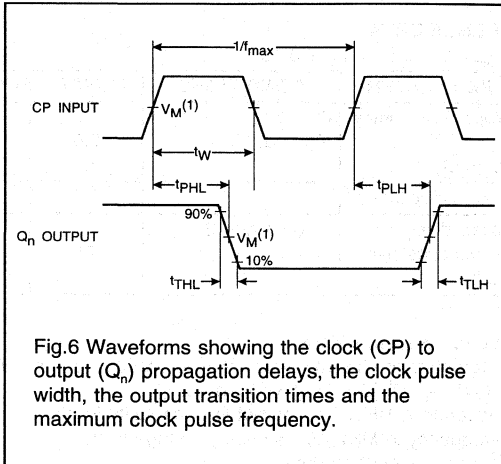 1/fmax
CP INPUT
VM(1)
tW
tPHL
tPLH
90%
Qn OUTPUT
VM(1)
10%
tTHL
tTLH
Fig.6 Waveforms showing the clock (CP) to
output (Qn) propagation delays, the clock pulse
width, the output transition times and the
maximum clock pulse frequency.